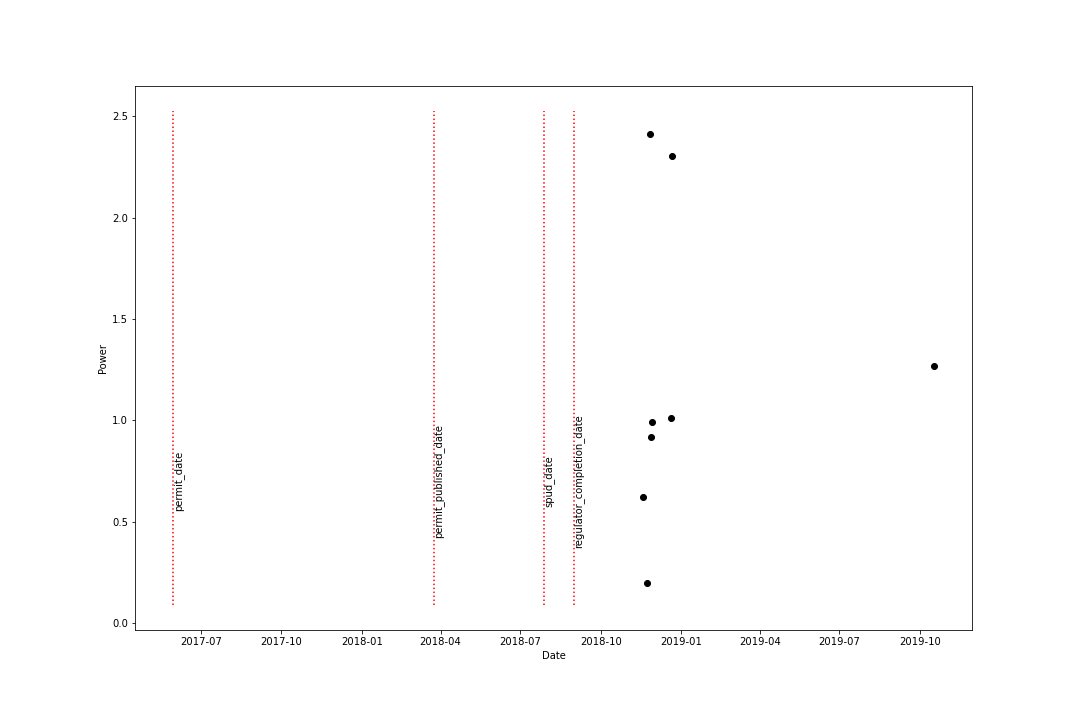 2.5
2.0
1.5
1.0
0.5
0.0
Power
permit_date
permit_published_date
spud_date
regulator_completion_date
2017-07
2017-10
2018-01
2018-04
2018-07
2018-10
2019-01
2019-04
2019-07
2019-10
Date